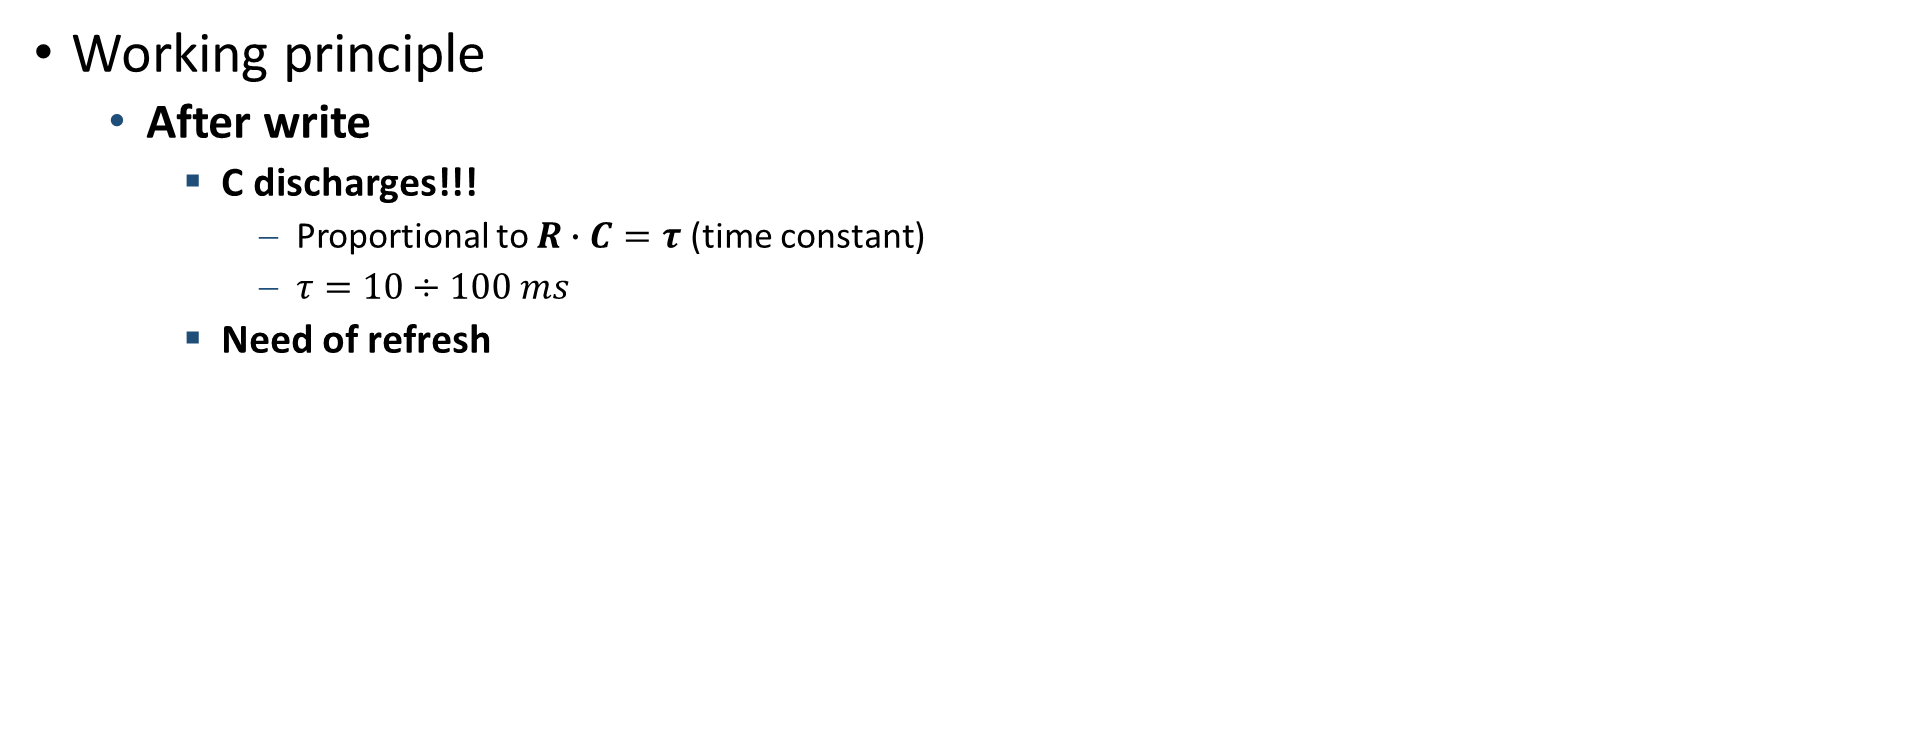 • Working principle
• After write
▪ C discharges!!!
– Proportional to R · C = τ (time constant)
– τ = 10 ÷ 100 ms
▪ Need of refresh